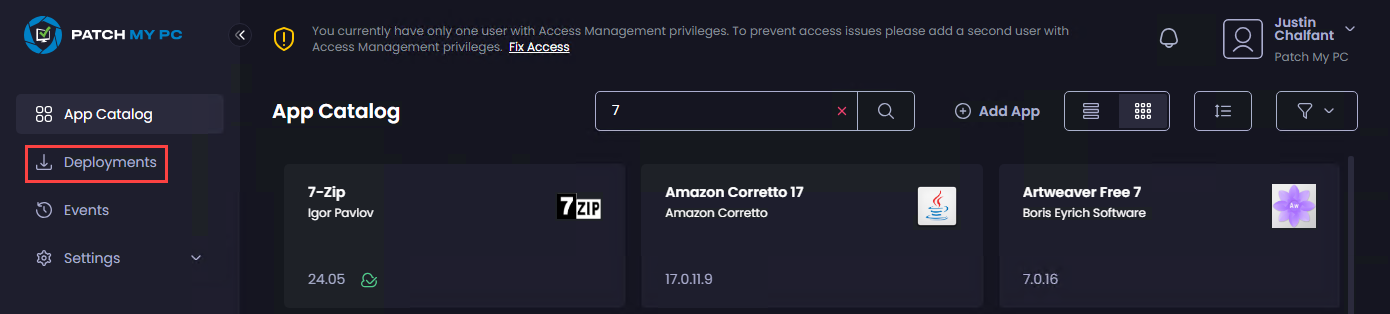 PATCH MY PC
You currently have only one user with Access Management privileges. To prevent access issues please add a second user with
Access Management privileges. Fix Access
Justin
Chalfant
Patch My PC
App Catalog
Deployments
Events
Settings
App Catalog
7
Add App
7-Zip
Igor Pavlov
7ZIP
24.05
Amazon Corretto 17
Amazon Corretto
17.0.11.9
Artweaver Free 7
Boris Eyrich Software
Aw
7.0.16